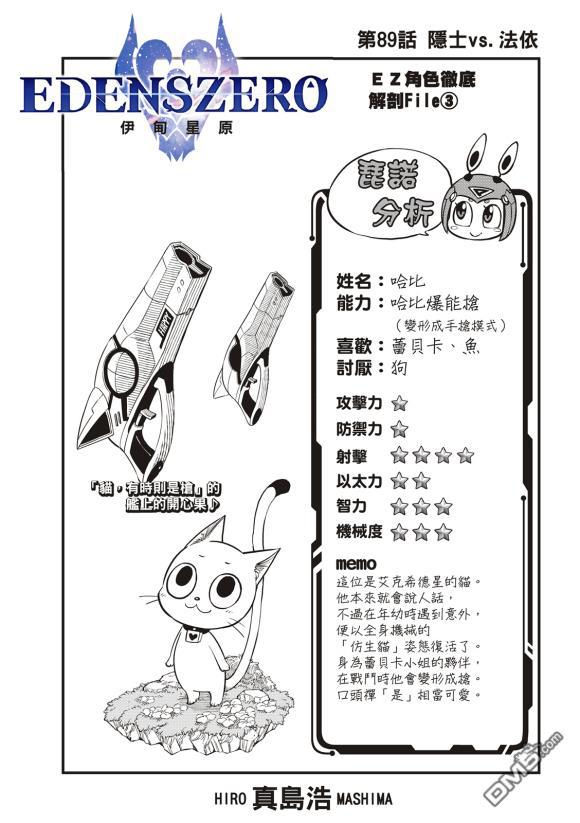 第89話 隱士vs.法依
EDENSZERO
伊甸星原
EZ角色徹底
解剖File③
琵諾
分析
姓名：哈比
能力：哈比爆能槍
（變形成手槍模式）
喜歡：蕾貝卡、魚
討厭：狗
攻擊力 ☆
防禦力 ☆
射擊 ☆☆☆☆
以太力 ☆☆
智力 ☆☆☆
機械度 ☆☆☆
HAPPY
「貓，有時則是槍」的
艦上的開心果♪
memo
這位是艾克希德星的貓。
他本來就會說人話，
不過在年幼時遇到意外，
便以全身機械的
「仿生貓」姿態復活了。
身為蕾貝卡小姐的夥伴，
在戰鬥時他會變形成槍。
口頭禪「是」相當可愛。
HIRO 真島浩 MASHIMA
DM5.com